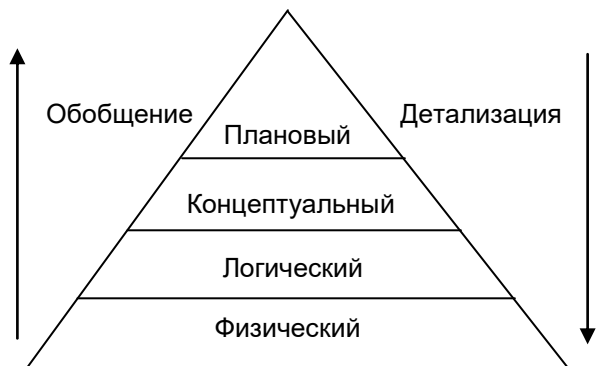 Обобщение
Детализация
Плановый
Концептуальный
Логический
Физический